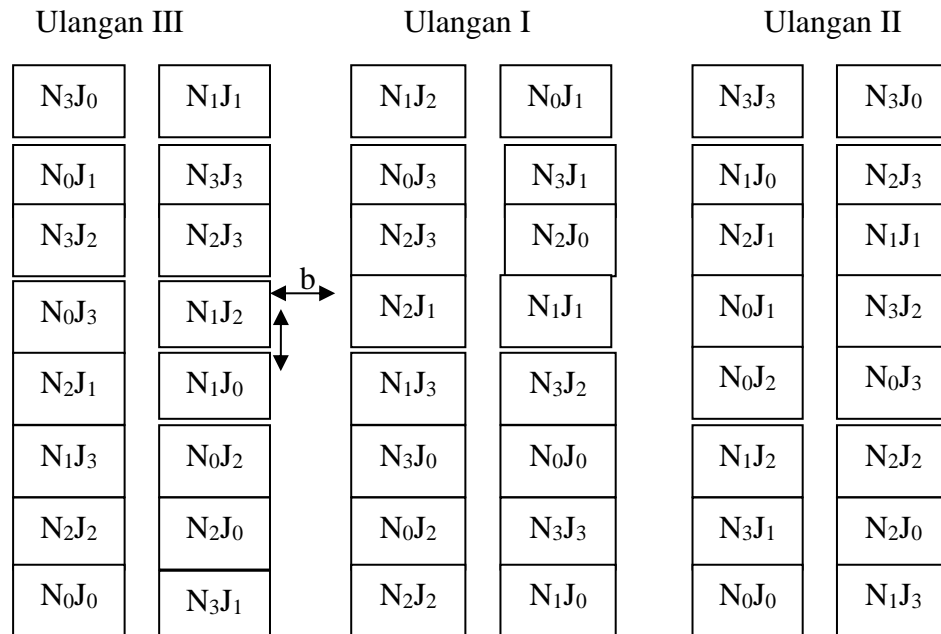 Ulangan III Ulangan I Ulangan II
N₃J₀ N₁J₁ N₁J₂ N₀J₁ N₃J₃ N₃J₀
N₀J₁ N₃J₃ N₀J₃ N₃J₁ N₁J₀ N₂J₃
N₃J₂ N₂J₃ N₂J₃ N₂J₀ N₂J₁ N₁J₁
b
N₀J₃ N₁J₂ N₂J₁ N₁J₁ N₀J₁ N₃J₂
N₂J₁ N₁J₀ N₁J₃ N₃J₂ N₀J₂ N₀J₃
N₁J₃ N₀J₂ N₃J₀ N₀J₀ N₁J₂ N₂J₂
N₂J₂ N₂J₀ N₀J₂ N₃J₃ N₃J₁ N₂J₀
N₀J₀ N₃J₁ N₂J₂ N₁J₀ N₀J₀ N₁J₃